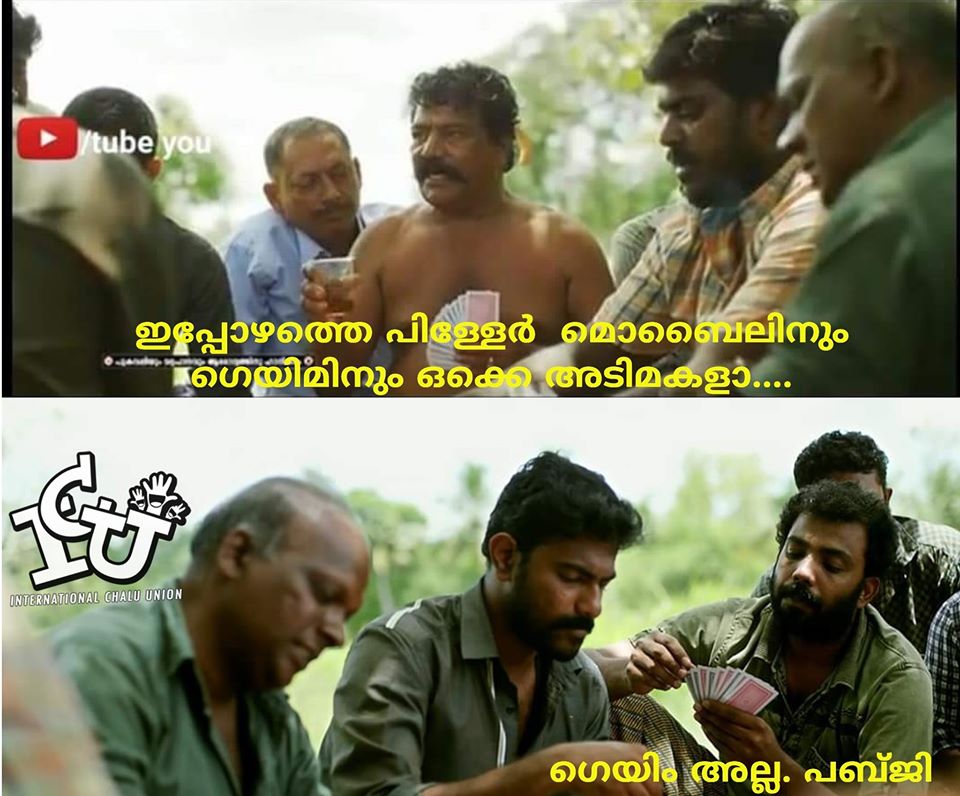 /tube you
ഇപ്പോഴത്തെ പിള്ളേർ മൊബൈലിനും
ഗെയിമിനും ഒക്കെ അടിമകളാ....
ICU
INTERNATIONAL CHALU UNION
ഗെയിം അല്ല. പബ്ജി